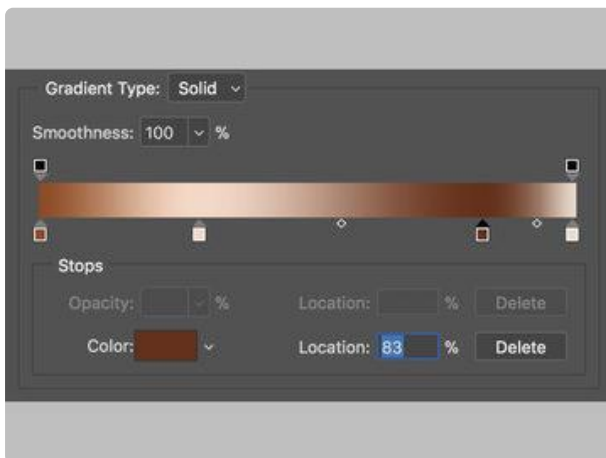 Gradient Type: Solid
Smoothness: 100 %
Stops
Opacity: % Location: % Delete
Color: Location: 83 % Delete